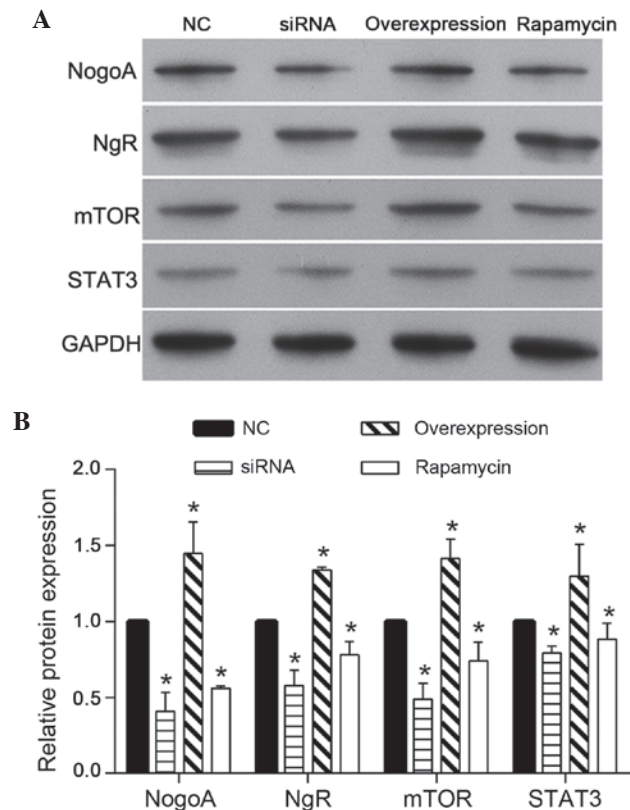 A
NC siRNA Overexpression Rapamycin
NogoA
NgR
mTOR
STAT3
GAPDH
B
NC Overexpression
siRNA Rapamycin
Relative protein expression
2.0
1.5
1.0
0.5
0.0
* * * * * * * * * * * *
NogoA NgR mTOR STAT3